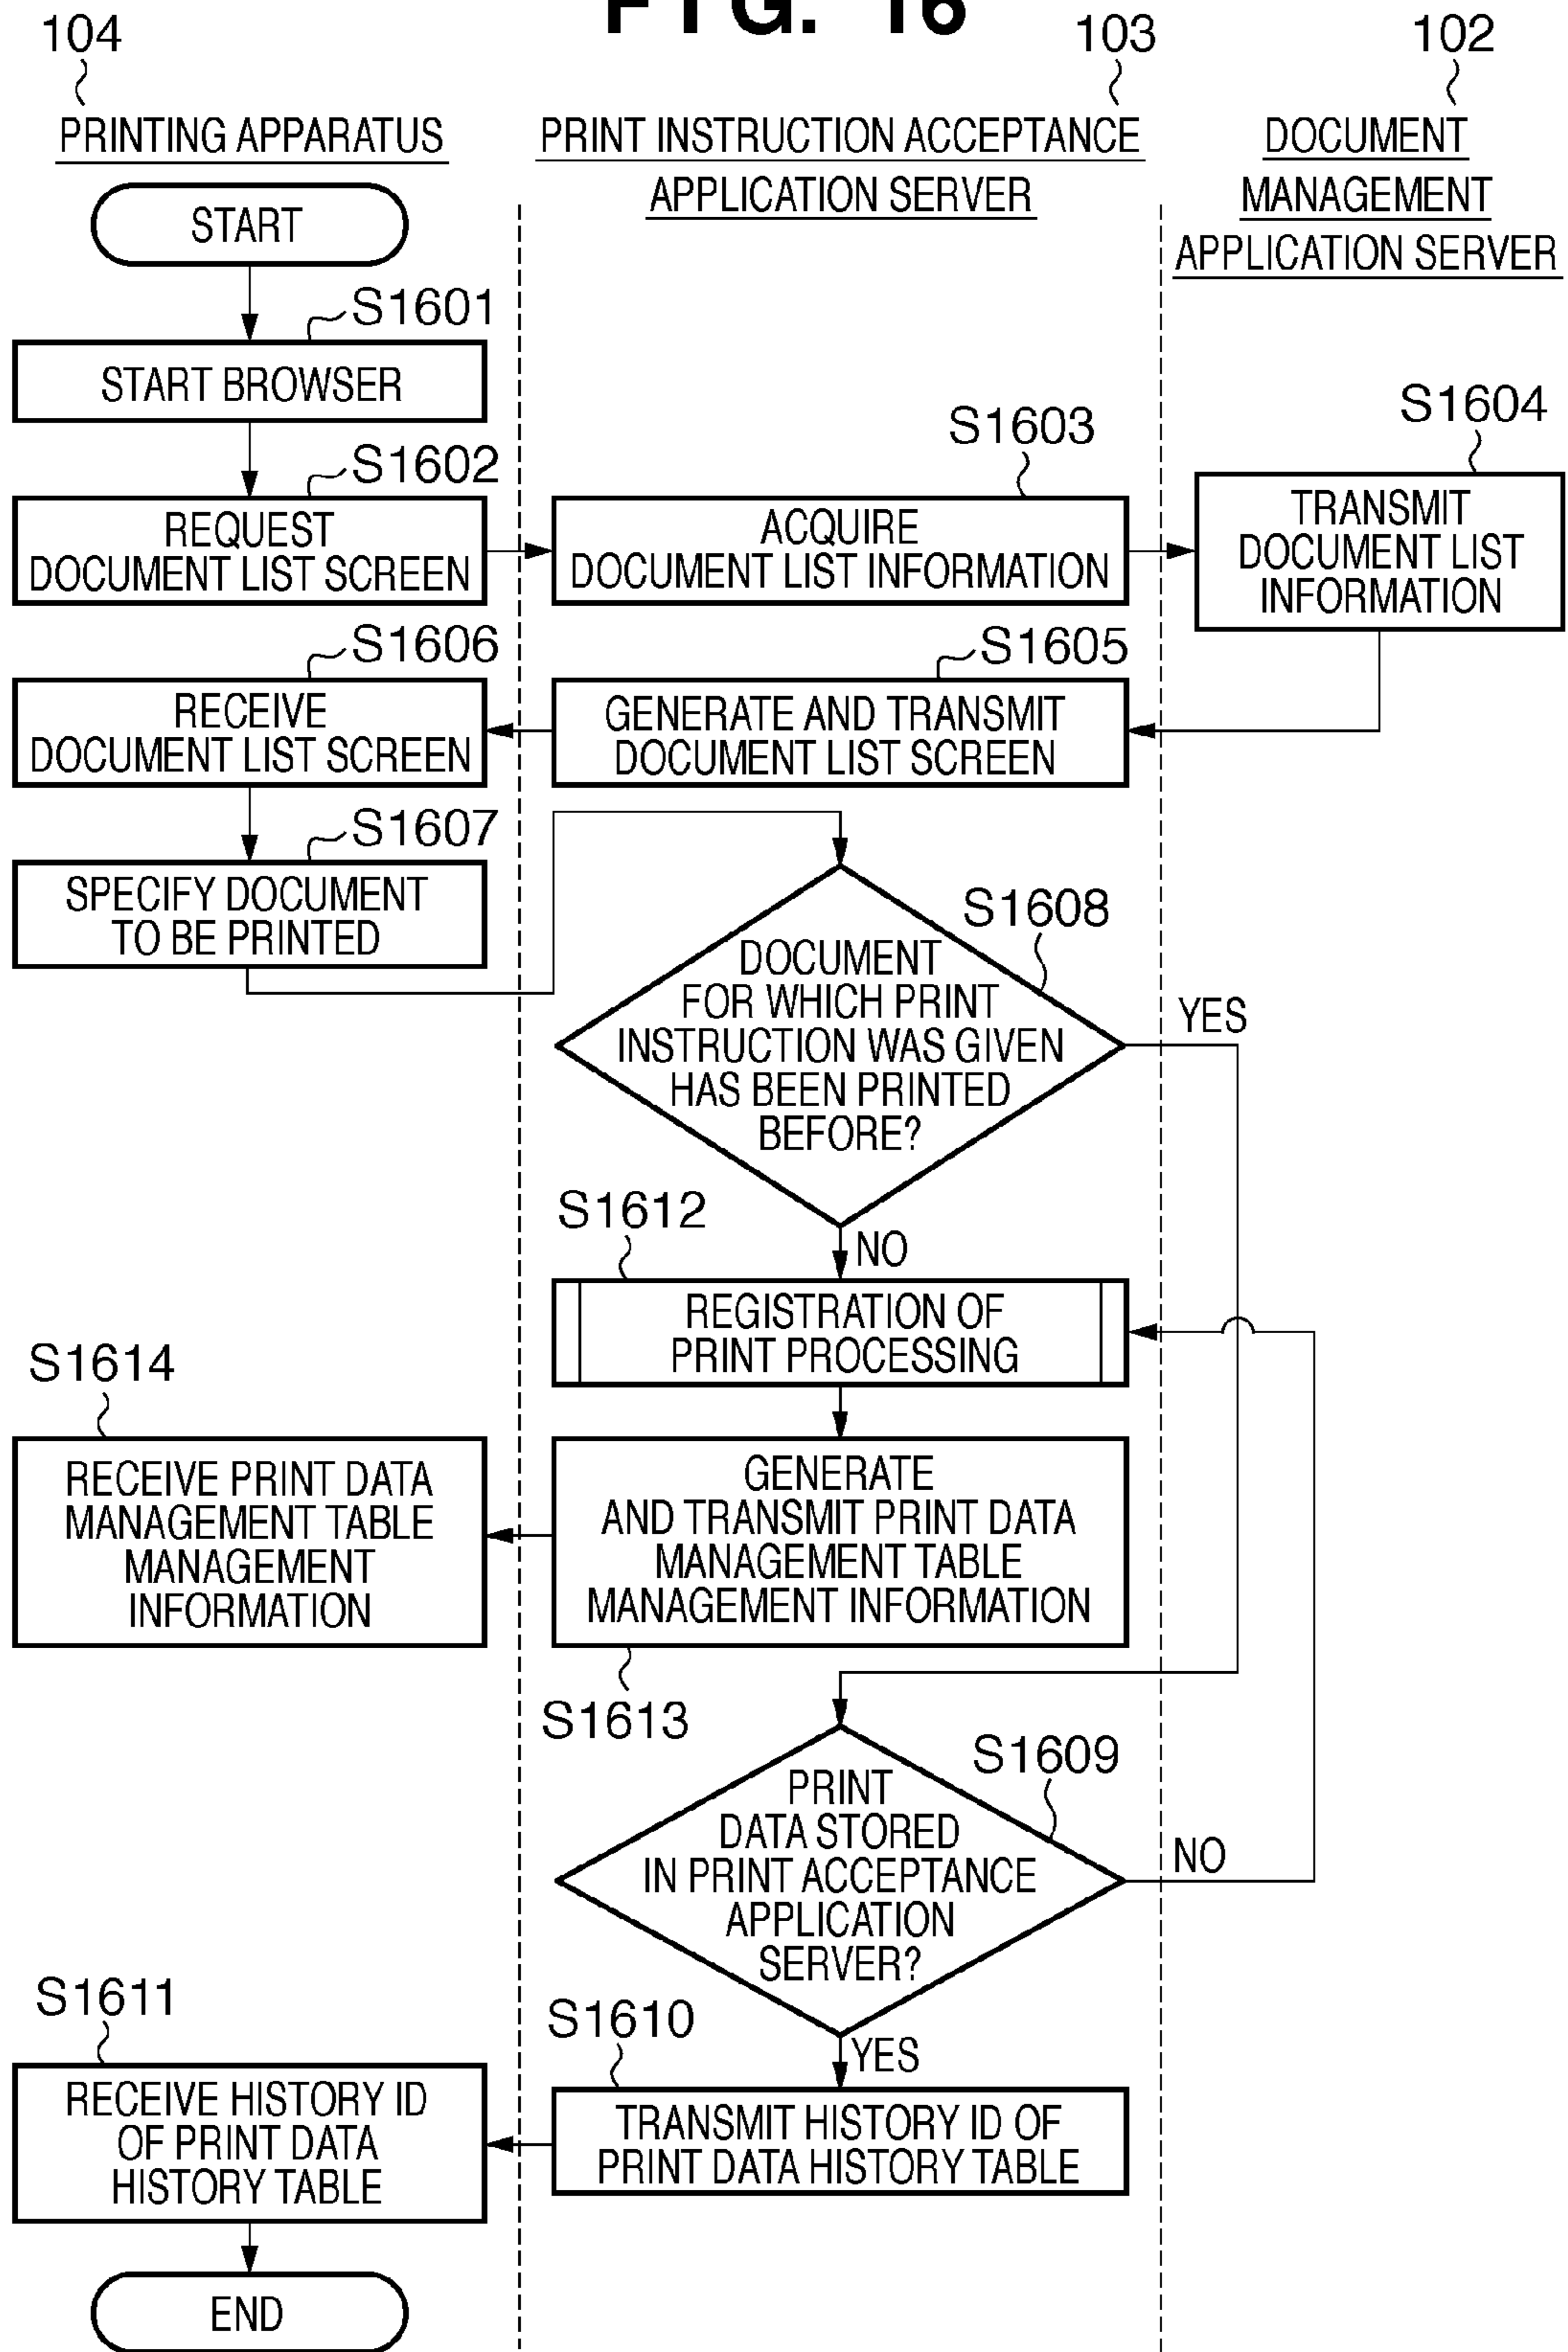 FIG. 16
104
103
102
PRINTING APPARATUS
PRINT INSTRUCTION ACCEPTANCE
APPLICATION SERVER
DOCUMENT
MANAGEMENT
APPLICATION SERVER
START
S1601
START BROWSER
S1602
REQUEST
DOCUMENT LIST SCREEN
S1603
ACQUIRE
DOCUMENT LIST INFORMATION
S1604
TRANSMIT
DOCUMENT LIST
INFORMATION
S1606
RECEIVE
DOCUMENT LIST SCREEN
S1605
GENERATE AND TRANSMIT
DOCUMENT LIST SCREEN
S1607
SPECIFY DOCUMENT
TO BE PRINTED
S1608
DOCUMENT
FOR WHICH PRINT
INSTRUCTION WAS GIVEN
HAS BEEN PRINTED
BEFORE?
YES
NO
S1612
REGISTRATION OF
PRINT PROCESSING
S1614
RECEIVE PRINT DATA
MANAGEMENT TABLE
MANAGEMENT
INFORMATION
GENERATE
AND TRANSMIT PRINT DATA
MANAGEMENT TABLE
MANAGEMENT INFORMATION
S1613
S1609
PRINT
DATA STORED
IN PRINT ACCEPTANCE
APPLICATION
SERVER?
NO
YES
S1611
RECEIVE HISTORY ID
OF PRINT DATA
HISTORY TABLE
S1610
TRANSMIT HISTORY ID OF
PRINT DATA HISTORY TABLE
END